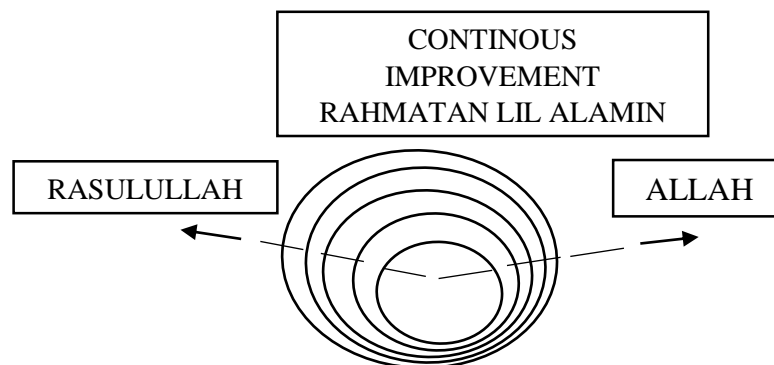 CONTINOUS
IMPROVEMENT
RAHMATAN LIL ALAMIN
RASULULLAH
ALLAH